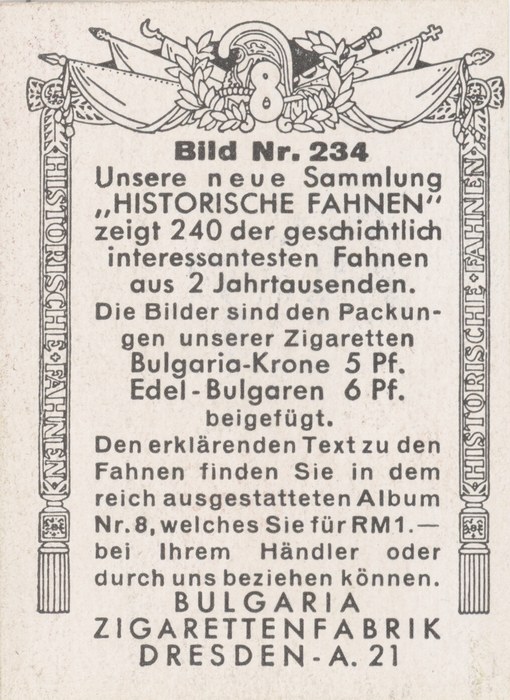 8
Bild Nr. 234
Unsere neue Sammlung
„HISTORISCHE FAHNEN“
zeigt 240 der geschichtlich
interessantesten Fahnen
aus 2 Jahrtausenden.
Die Bilder sind den Packun-
gen unserer Zigaretten
Bulgaria-Krone 5 Pf.
Edel-Bulgaren 6 Pf.
beigefügt.
Den erklärenden Text zu den
Fahnen finden Sie in dem
reich ausgestatteten Album
Nr. 8, welches Sie für RM1.—
bei Ihrem Händler oder
durch uns beziehen können.
BULGARIA
ZIGARETTENFABRIK
DRESDEN-A. 21
HISTORISCHE FAHNEN
HISTORISCHE FAHNEN